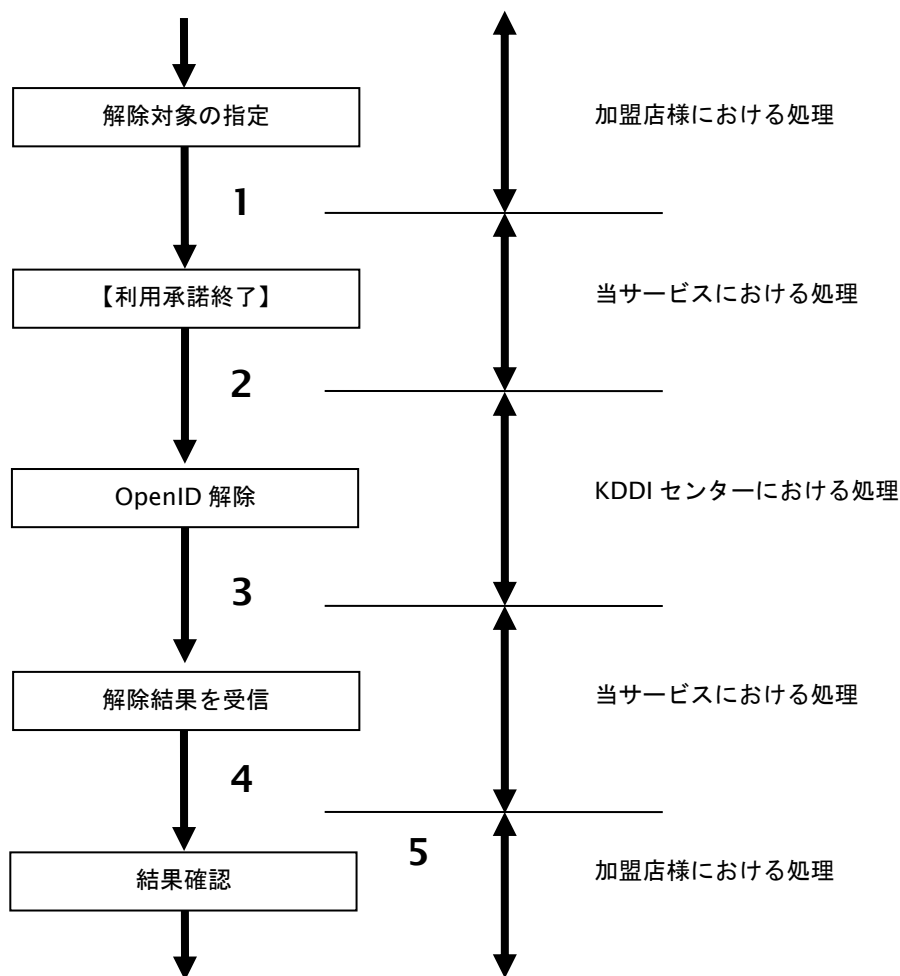 解除対象の指定
加盟店様における処理
1
【利用承諾終了】
当サービスにおける処理
2
OpenID 解除
KDDI センターにおける処理
3
解除結果を受信
当サービスにおける処理
4
5
結果確認
加盟店様における処理